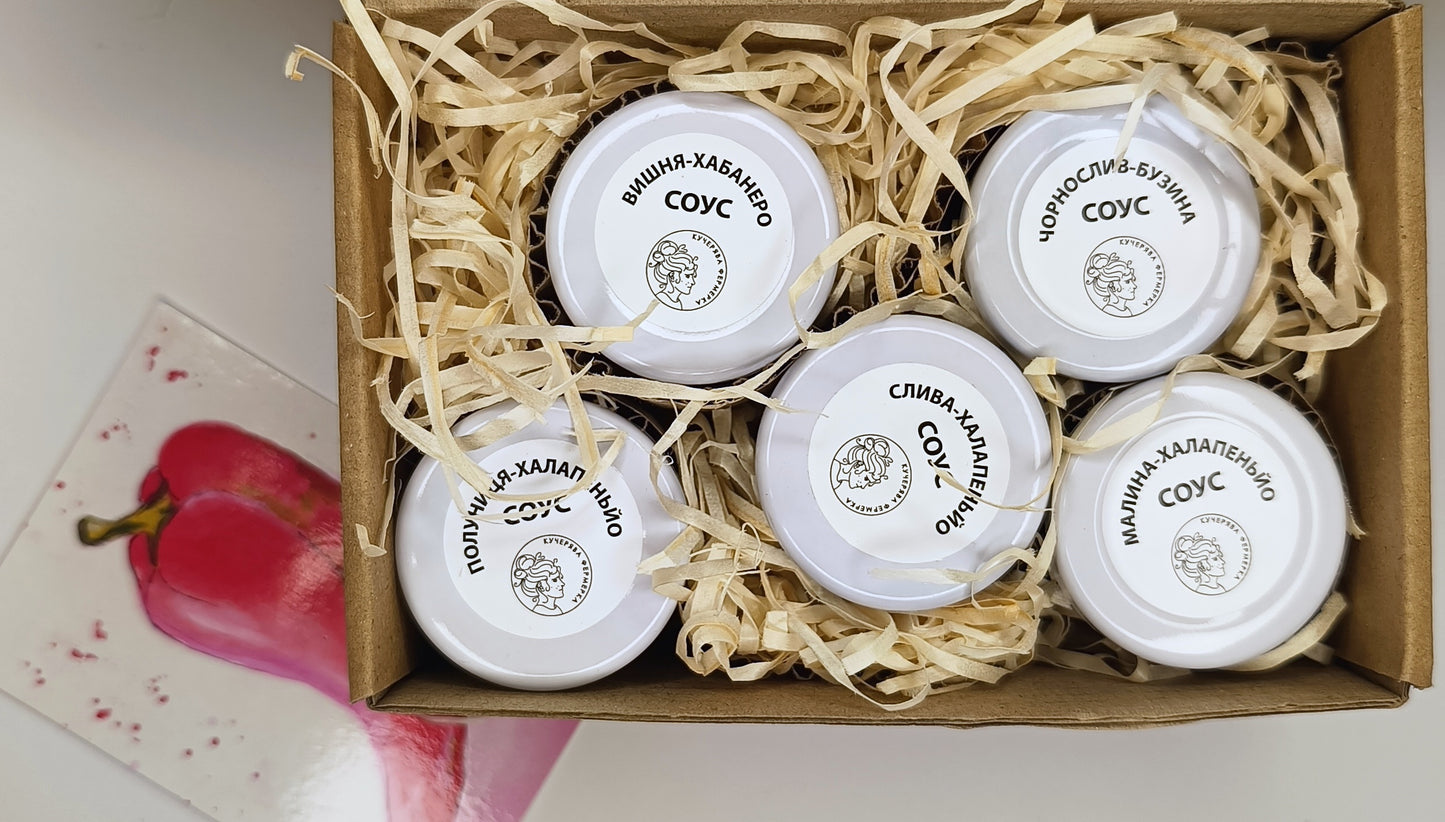 ВИШНЯ-ХАБАНЕРО
СОУС
КУЧЕРЯВА ФЕРМЕРКА
ЧОРНОСЛИВ-БУЗИНА
СОУС
КУЧЕРЯВА ФЕРМЕРКА
ПОЛУНИЦЯ-ХАЛАПЕНЬЙО
СОУС
КУЧЕРЯВА ФЕРМЕРКА
СЛИВА-ХАЛАПЕНЬЙО
СОУС
КУЧЕРЯВА ФЕРМЕРКА
МАЛИНА-ХАЛАПЕНЬЙО
СОУС
КУЧЕРЯВА ФЕРМЕРКА